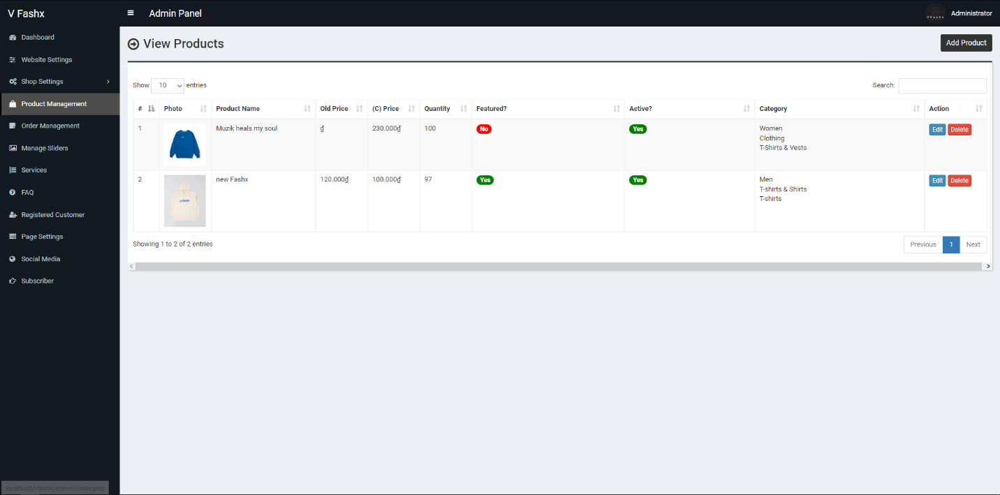 V Fashx
Admin Panel
VFashx
Administrator
Dashboard
Website Settings
Shop Settings
Product Management
Order Management
Manage Sliders
Services
FAQ
Registered Customer
Page Settings
Social Media
Subscriber
View Products
Add Product
Show 10 entries
Search:
# Photo Product Name Old Price (C) Price Quantity Featured? Active? Category Action
1 Muzik heals my soul ₫ 230.000₫ 100 No Yes Women Edit Delete
Clothing
T-Shirts & Vests
2 new Fashx 120.000₫ 100.000₫ 97 Yes Yes Men Edit Delete
T-shirts & Shirts
T-shirts
Showing 1 to 2 of 2 entries
Previous 1 Next
localhost/vfashx/admin/index.php